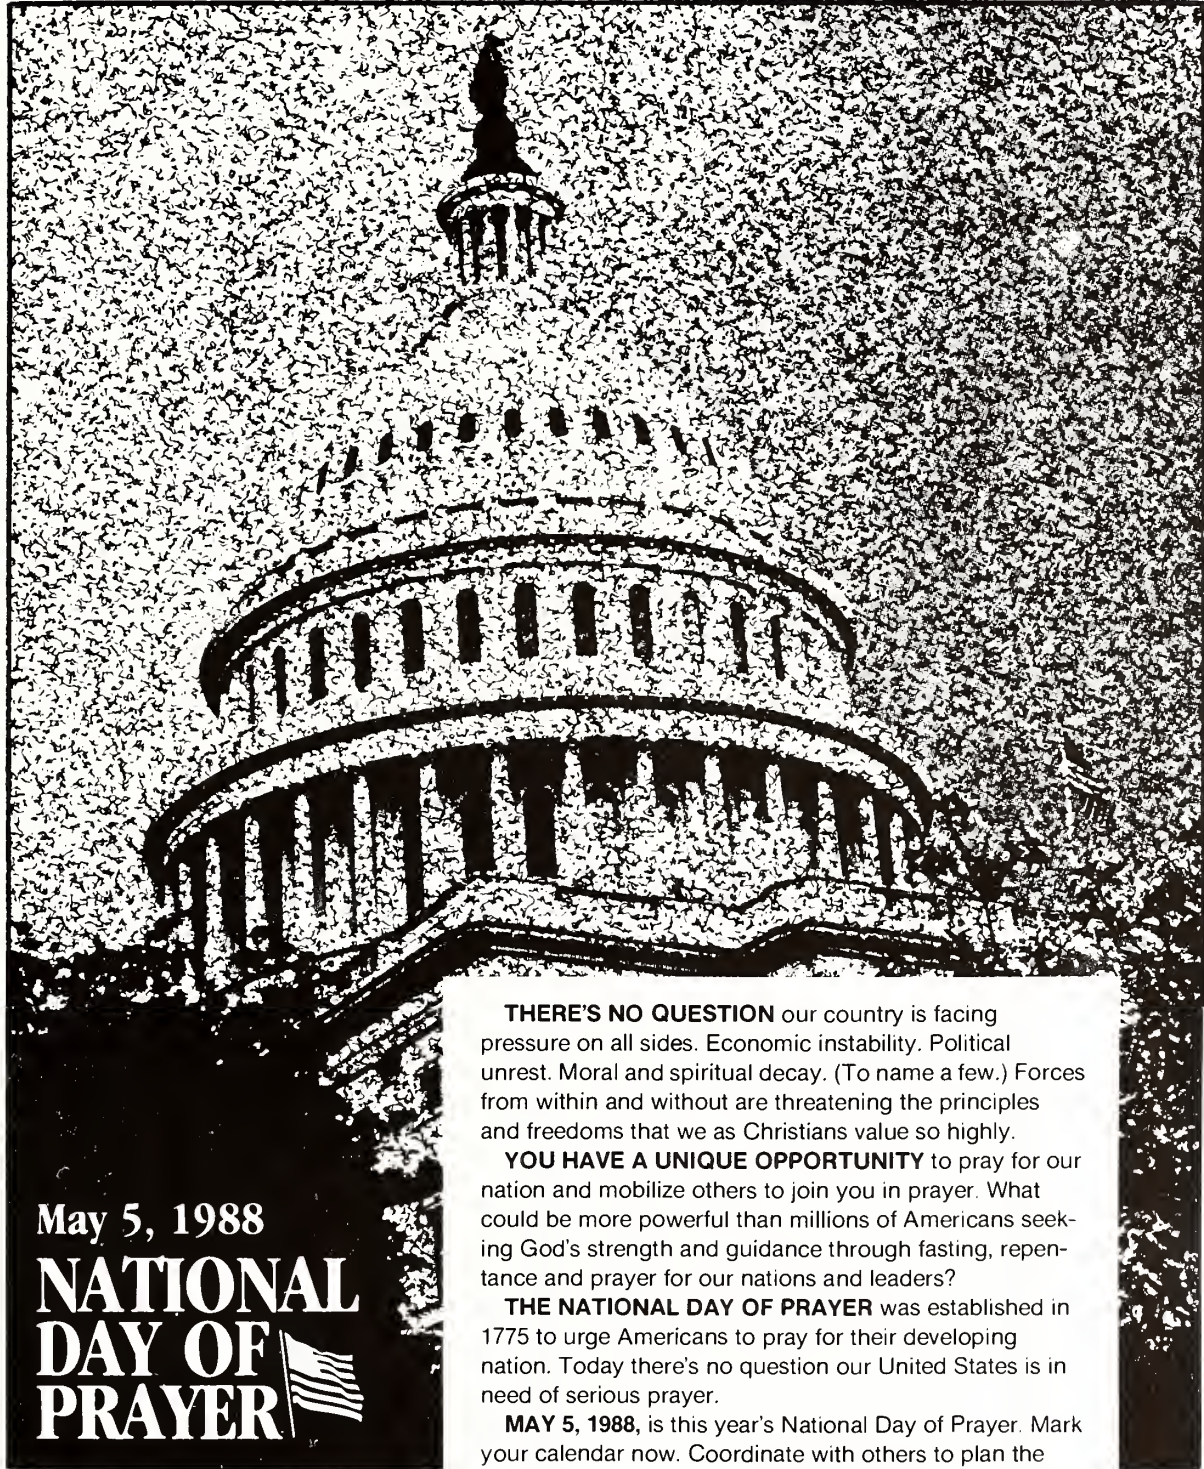 May 5, 1988
NATIONAL
DAY OF
PRAYER
THERE'S NO QUESTION our country is facing
pressure on all sides. Economic instability. Political
unrest. Moral and spiritual decay. (To name a few.) Forces
from within and without are threatening the principles
and freedoms that we as Christians value so highly.
YOU HAVE A UNIQUE OPPORTUNITY to pray for our
nation and mobilize others to join you in prayer. What
could be more powerful than millions of Americans seek-
ing God's strength and guidance through fasting, repen-
tance and prayer for our nations and leaders?
THE NATIONAL DAY OF PRAYER was established in
1775 to urge Americans to pray for their developing
nation. Today there's no question our United States is in
need of serious prayer.
MAY 5, 1988, is this year's National Day of Prayer. Mark
your calendar now. Coordinate with others to plan the